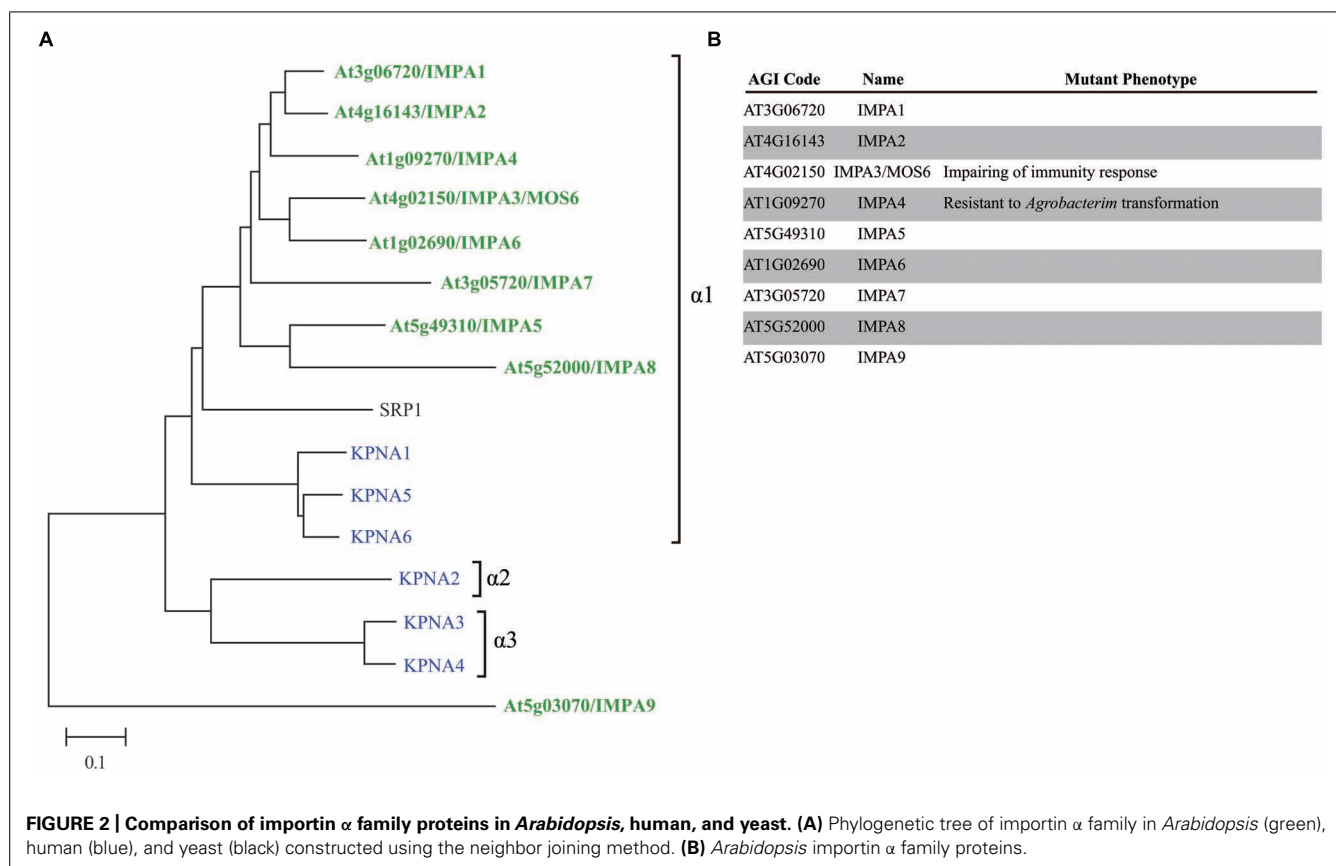 A
At3g06720/IMPA1
At4g16143/IMPA2
At1g09270/IMPA4
At4g02150/IMPA3/MOS6
At1g02690/IMPA6
At3g05720/IMPA7
At5g49310/IMPA5
At5g52000/IMPA8
SRP1
KPNA1
KPNA5
KPNA6
α1
KPNA2
α2
KPNA3
KPNA4
α3
At5g03070/IMPA9
0.1
B
AGI Code Name Mutant Phenotype
AT3G06720 IMPA1
AT4G16143 IMPA2
AT4G02150 IMPA3/MOS6 Impairing of immunity response
AT1G09270 IMPA4 Resistant to Agrobacterim transformation
AT5G49310 IMPA5
AT1G02690 IMPA6
AT3G05720 IMPA7
AT5G52000 IMPA8
AT5G03070 IMPA9
FIGURE 2 | Comparison of importin α family proteins in Arabidopsis, human, and yeast. (A) Phylogenetic tree of importin α family in Arabidopsis (green),
human (blue), and yeast (black) constructed using the neighbor joining method. (B) Arabidopsis importin α family proteins.